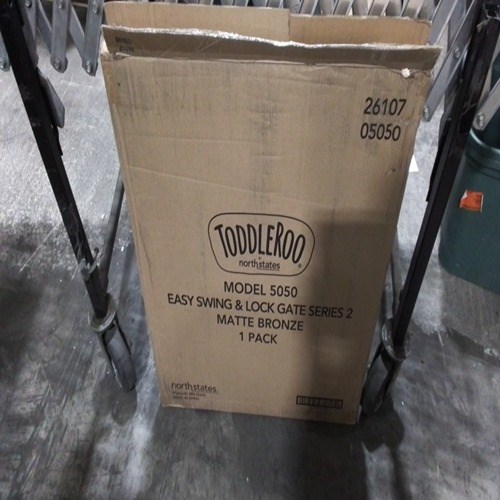 26107
05050
TODDLEROO
by
northstates
MODEL 5050
EASY SWING & LOCK GATE SERIES 2
MATTE BRONZE
1 PACK
northstates